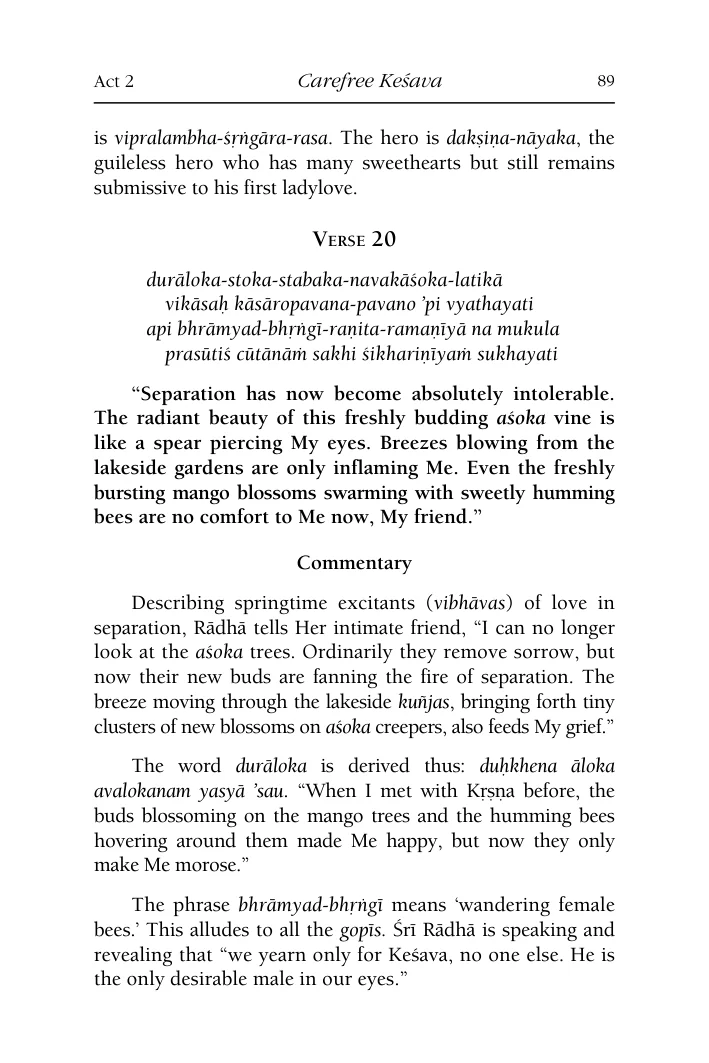 Act 2 Carefree Keśava 89
is vipralambha-śṛṅgāra-rasa. The hero is dakṣiṇa-nāyaka, the
guileless hero who has many sweethearts but still remains
submissive to his first ladylove.
Verse 20
durāloka-stoka-stabaka-navakāśoka-latikā
vikāsaḥ kāsāropavana-pavano ’pi vyathayati
api bhrāmyad-bhṛṅgī-raṇita-ramaṇīyā na mukula
prasūtiś cūtānāṁ sakhi śikhariṇīyaṁ sukhayati
“Separation has now become absolutely intolerable.
The radiant beauty of this freshly budding aśoka vine is
like a spear piercing My eyes. Breezes blowing from the
lakeside gardens are only inflaming Me. Even the freshly
bursting mango blossoms swarming with sweetly humming
bees are no comfort to Me now, My friend.”
Commentary
Describing springtime excitants (vibhāvas) of love in
separation, Rādhā tells Her intimate friend, “I can no longer
look at the aśoka trees. Ordinarily they remove sorrow, but
now their new buds are fanning the fire of separation. The
breeze moving through the lakeside kuñjas, bringing forth tiny
clusters of new blossoms on aśoka creepers, also feeds My grief.”
The word durāloka is derived thus: duḥkhena āloka
avalokanam yasyā ’sau. “When I met with Kṛṣṇa before, the
buds blossoming on the mango trees and the humming bees
hovering around them made Me happy, but now they only
make Me morose.”
The phrase bhrāmyad-bhṛṅgī means ‘wandering female
bees.’ This alludes to all the gopīs. Śrī Rādhā is speaking and
revealing that “we yearn only for Keśava, no one else. He is
the only desirable male in our eyes.”